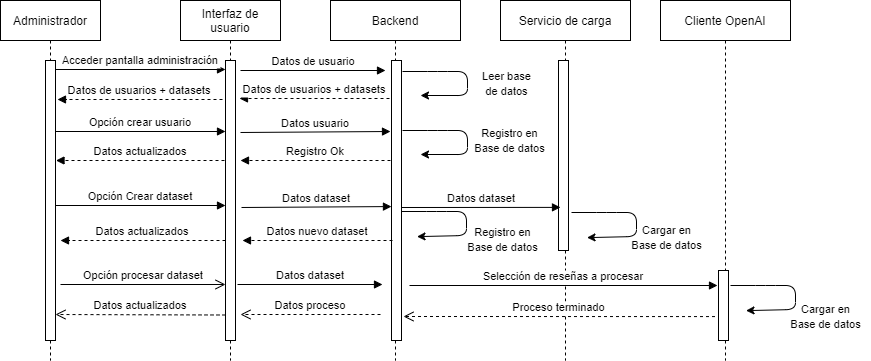 Administrador
Interfaz de
usuario
Backend
Servicio de carga
Cliente OpenAI
Acceder pantalla administración
Datos de usuario
Leer base
de datos
Datos de usuarios + datasets
Datos de usuarios + datasets
Opción crear usuario
Datos usuario
Registro en
Base de datos
Datos actualizados
Registro Ok
Opción Crear dataset
Datos dataset
Datos dataset
Datos actualizados
Datos nuevo dataset
Registro en
Base de datos
Cargar en
Base de datos
Opción procesar dataset
Datos dataset
Selección de reseñas a procesar
Datos actualizados
Datos proceso
Proceso terminado
Cargar en
Base de datos